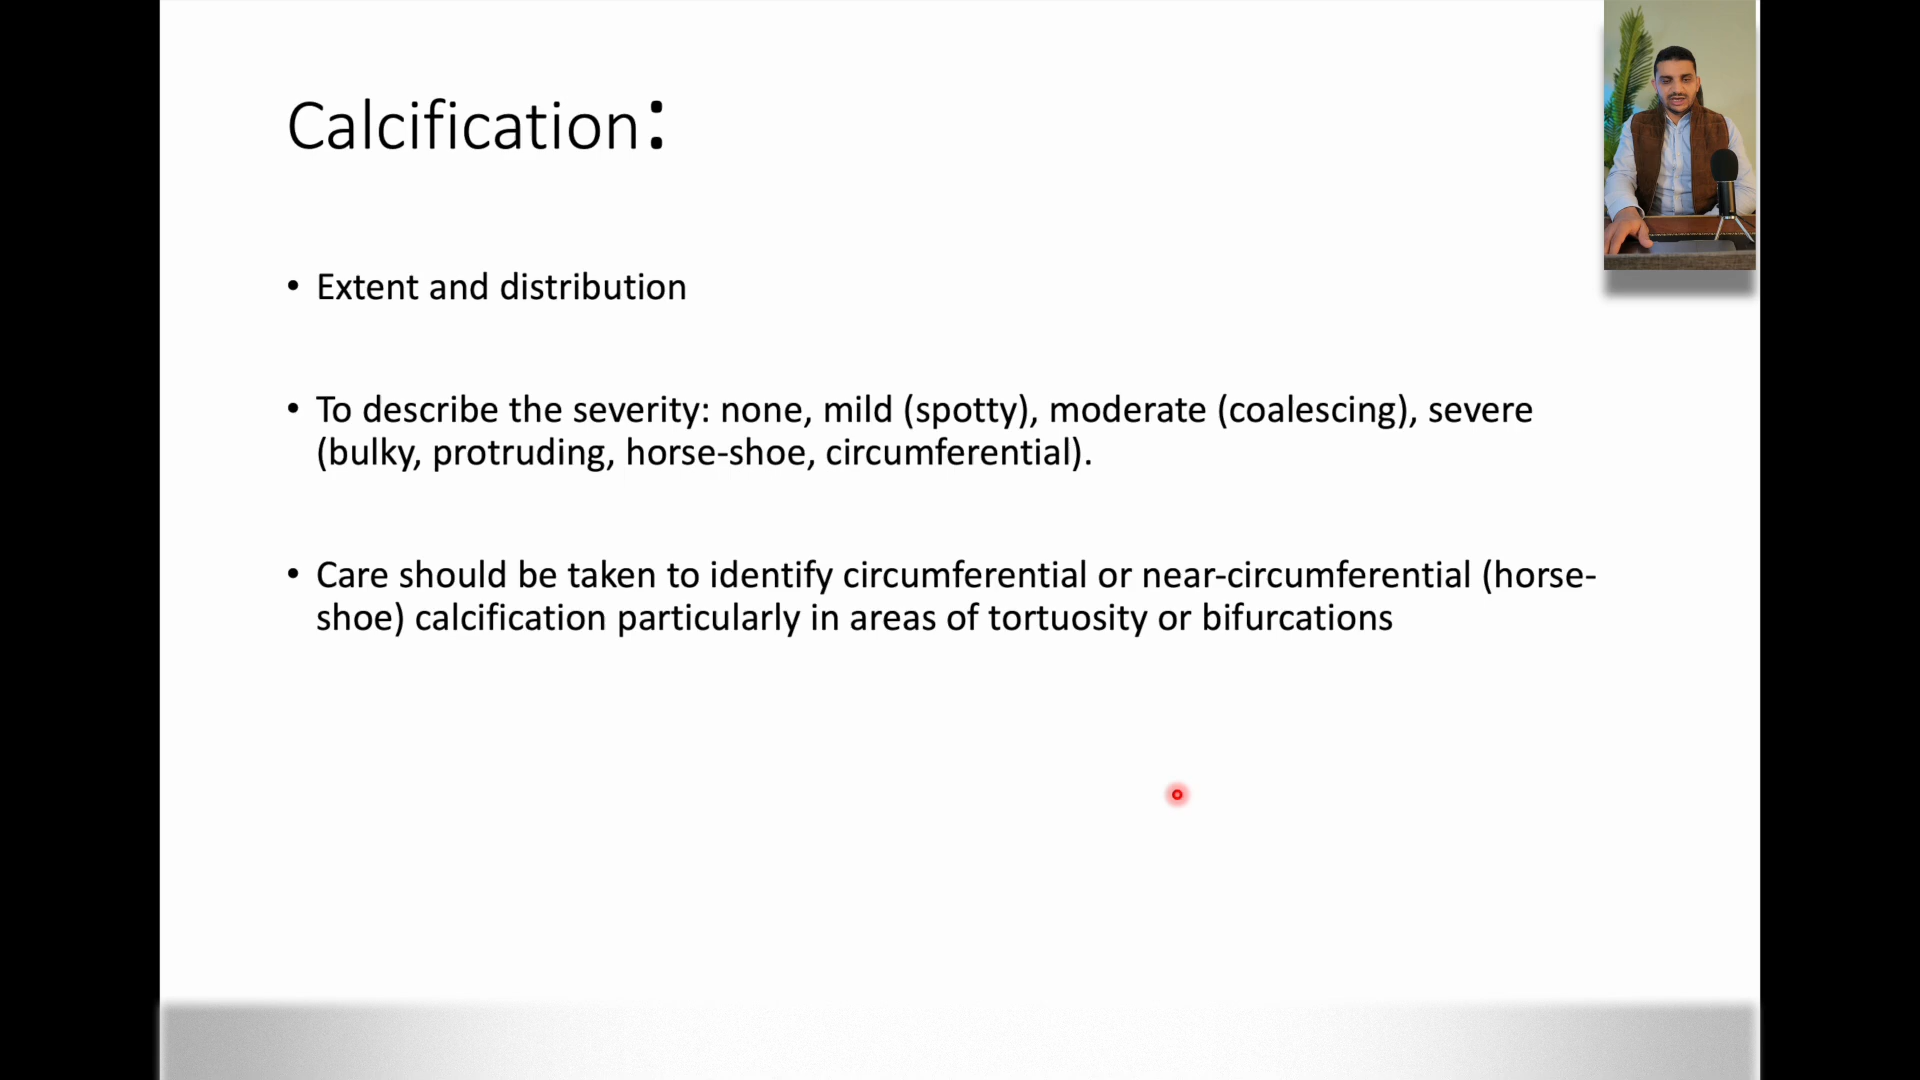 Calcification:
• Extent and distribution
• To describe the severity: none, mild (spotty), moderate (coalescing), severe
(bulky, protruding, horse-shoe, circumferential).
• Care should be taken to identify circumferential or near-circumferential (horse-
shoe) calcification particularly in areas of tortuosity or bifurcations